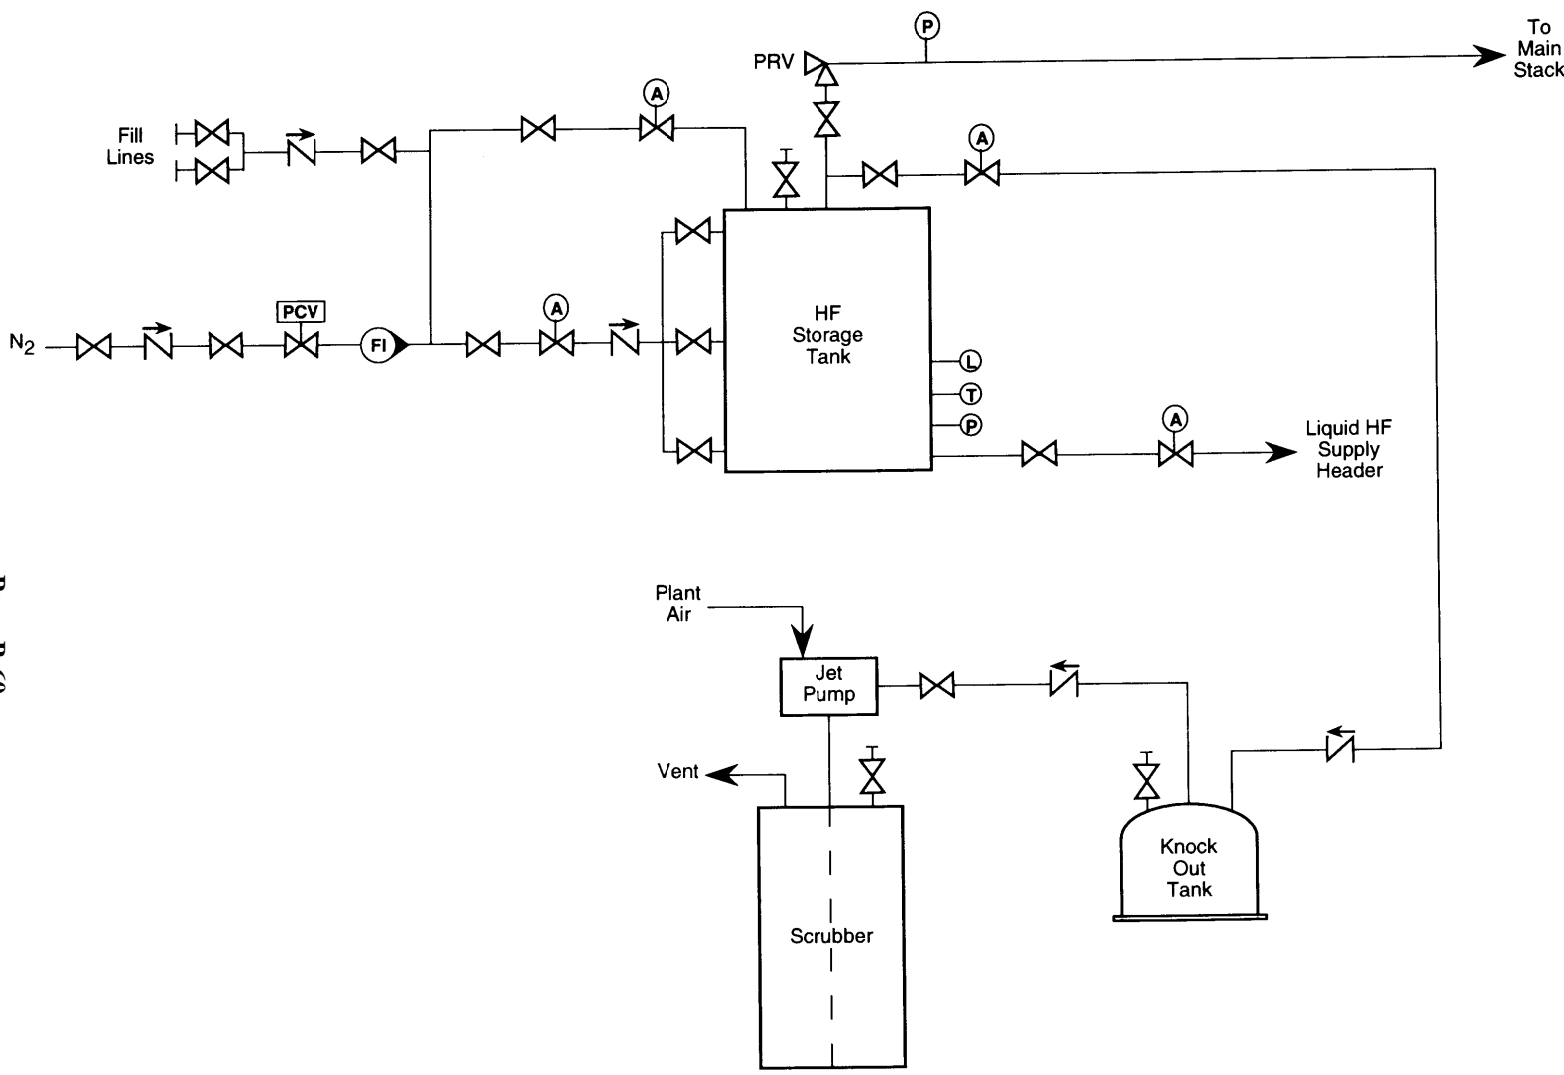 P
To
Main
Stack
PRV
A
Fill
Lines
A
PCV
A
N2
FI
HF
Storage
Tank
L
T
P
A
Liquid HF
Supply
Header
Plant
Air
Jet
Pump
Vent
Knock
Out
Tank
Scrubber